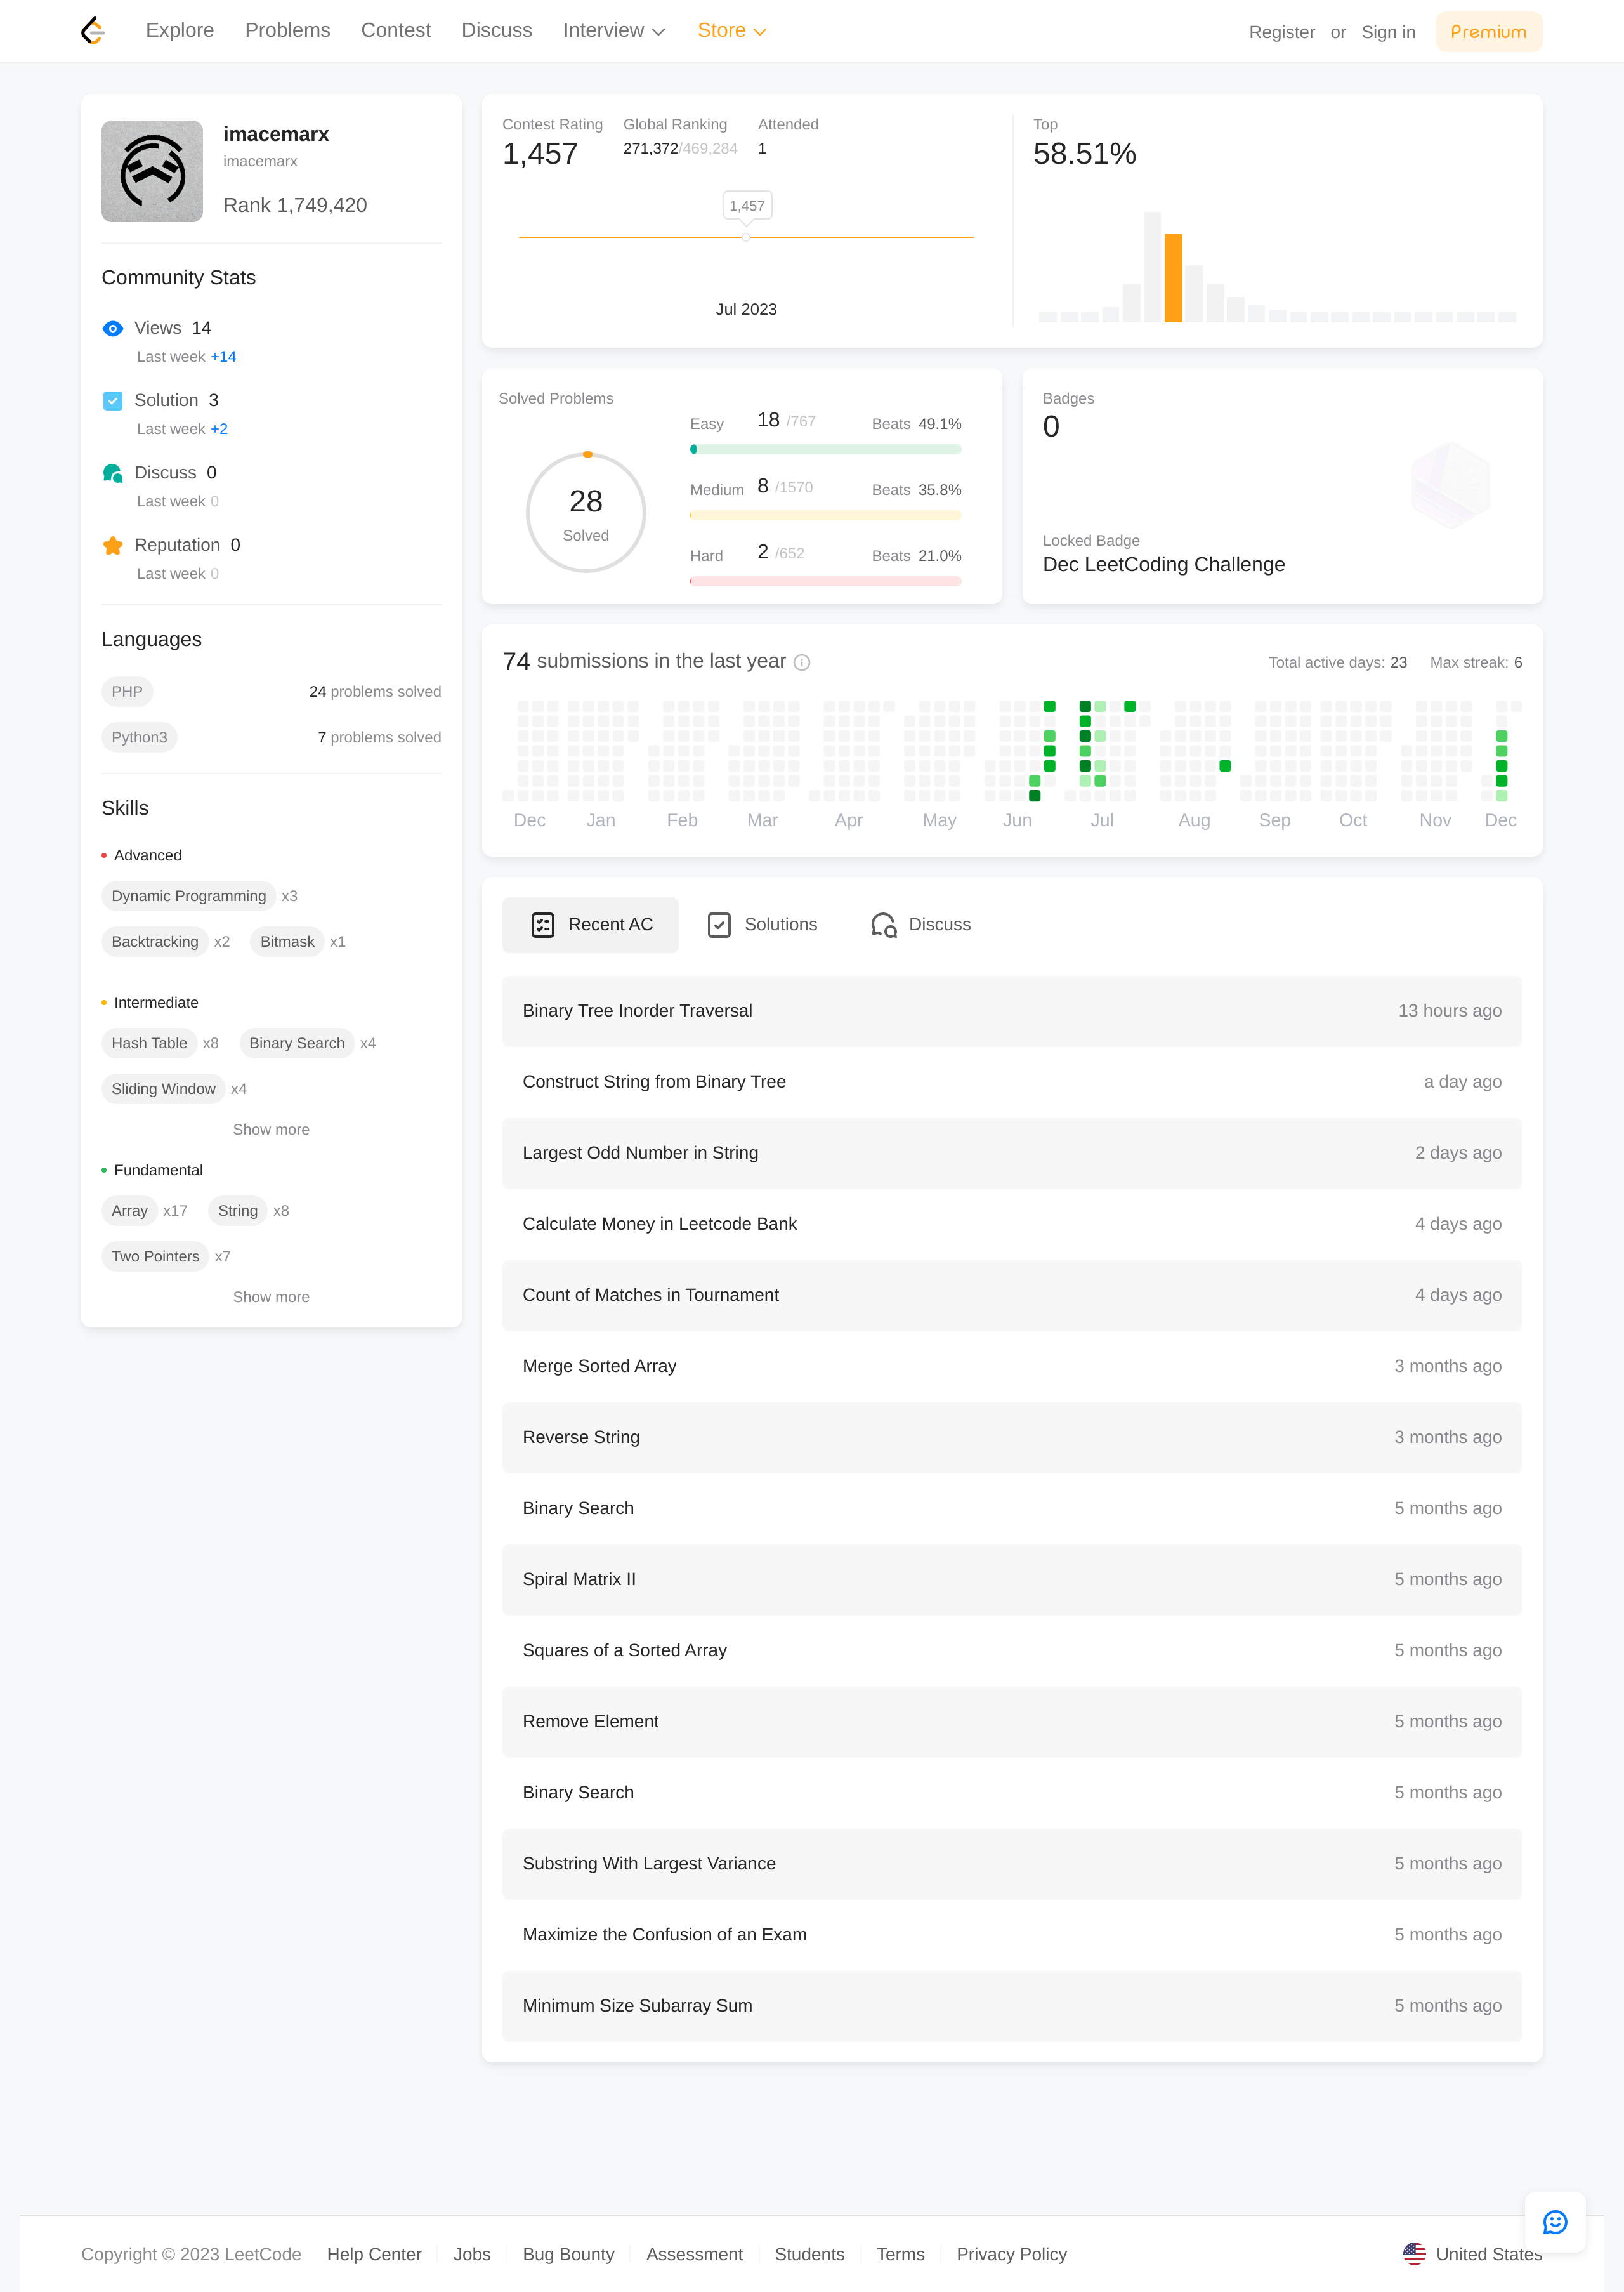 Explore Problems Contest Discuss Interview Store Register or Sign in Premium
imacemarx
imacemarx
Rank 1,749,420
Community Stats
Views 14
Last week +14
Solution 3
Last week +2
Discuss 0
Last week 0
Reputation 0
Last week 0
Languages
PHP 24 problems solved
Python3 7 problems solved
Skills
Advanced
Dynamic Programming x3
Backtracking x2 Bitmask x1
Intermediate
Hash Table x8 Binary Search x4
Sliding Window x4
Show more
Fundamental
Array x17 String x8
Two Pointers x7
Show more
Contest Rating Global Ranking Attended
1,457 271,372/469,284 1
1,457
Jul 2023
Top
58.51%
Solved Problems
28
Solved
Easy 18 /767 Beats 49.1%
Medium 8 /1570 Beats 35.8%
Hard 2 /652 Beats 21.0%
Badges
0
Locked Badge
Dec LeetCoding Challenge
74 submissions in the last year Total active days: 23 Max streak: 6
Dec Jan Feb Mar Apr May Jun Jul Aug Sep Oct Nov Dec
Recent AC Solutions Discuss
Binary Tree Inorder Traversal 13 hours ago
Construct String from Binary Tree a day ago
Largest Odd Number in String 2 days ago
Calculate Money in Leetcode Bank 4 days ago
Count of Matches in Tournament 4 days ago
Merge Sorted Array 3 months ago
Reverse String 3 months ago
Binary Search 5 months ago
Spiral Matrix II 5 months ago
Squares of a Sorted Array 5 months ago
Remove Element 5 months ago
Binary Search 5 months ago
Substring With Largest Variance 5 months ago
Maximize the Confusion of an Exam 5 months ago
Minimum Size Subarray Sum 5 months ago
Copyright © 2023 LeetCode Help Center Jobs Bug Bounty Assessment Students Terms Privacy Policy United States